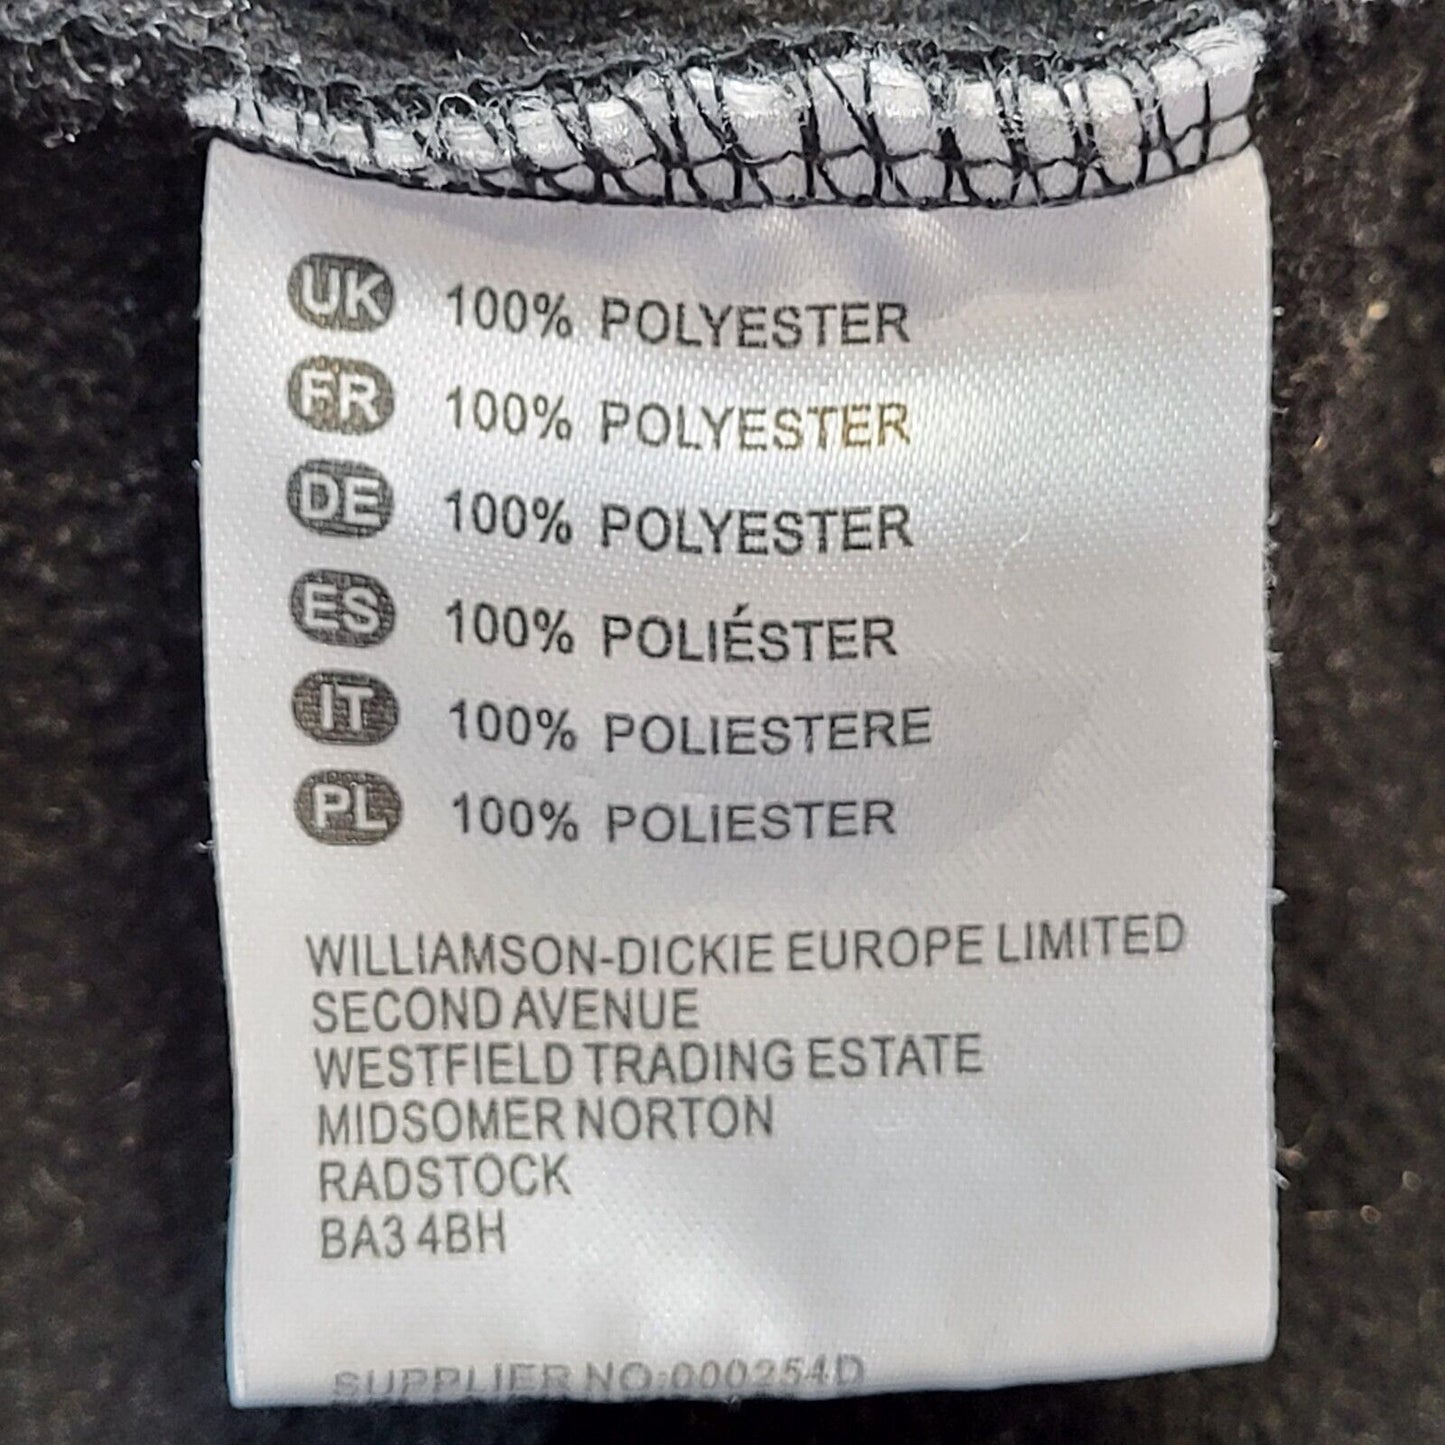 UK 100% POLYESTER
FR 100% POLYESTER
DE 100% POLYESTER
ES 100% POLIÉSTER
IT 100% POLIESTERE
PL 100% POLIESTER
WILLIAMSON-DICKIE EUROPE LIMITED
SECOND AVENUE
WESTFIELD TRADING ESTATE
MIDSOMER NORTON
RADSTOCK
BA3 4BH
SUPPLIER NO:000254D